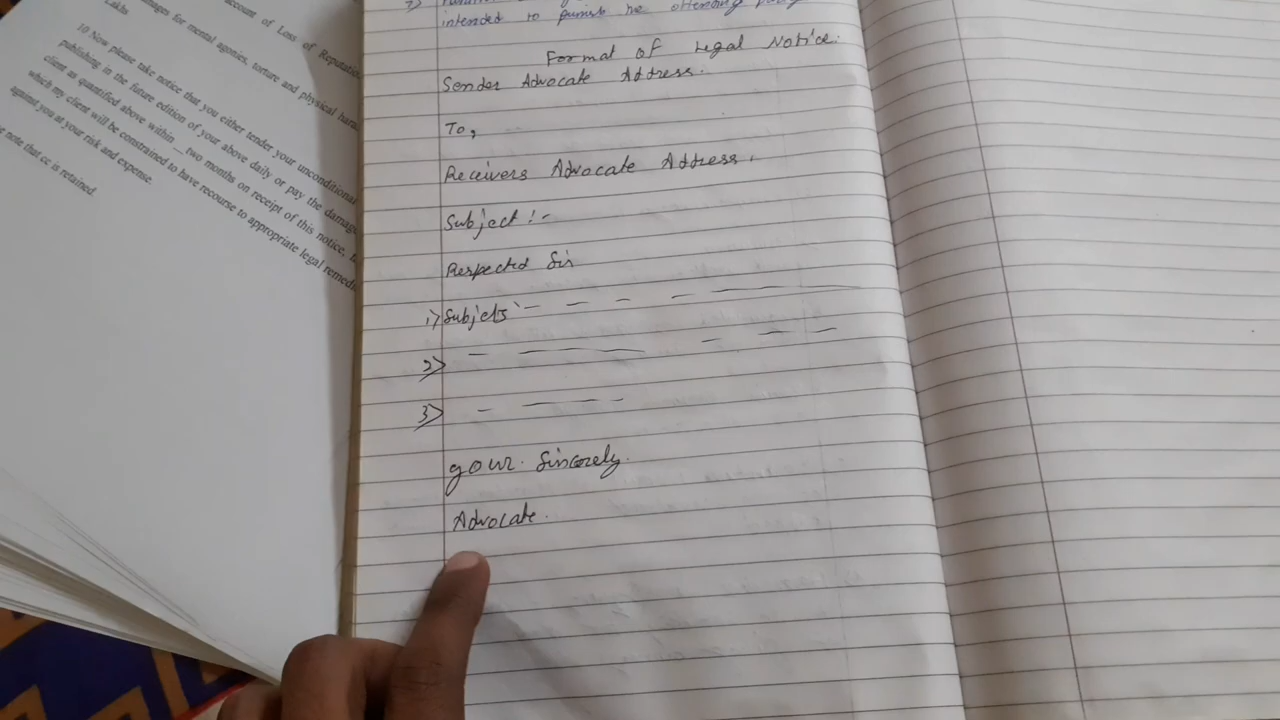 account of Loss of Reputation
damages for mental agonies, torture and physical
Lakhs
10 Now please take notice that you either tender your unconditional
publishing in the future edition of your above daily or pay the
client as quantified above within — two months on receipt of this notice,
which my client will be constrained to have recourse to appropriate legal
against you at your risk and expense.
note that cc is retained.
7)
intended to punish he offending party
Formal of Legal Notice:
Sender Advocate Address.
To,
Receivers Advocate Address.
Subject :-
Respected Sir
1) Subjects :-
2)
3)
your Sincerely.
Advocate.